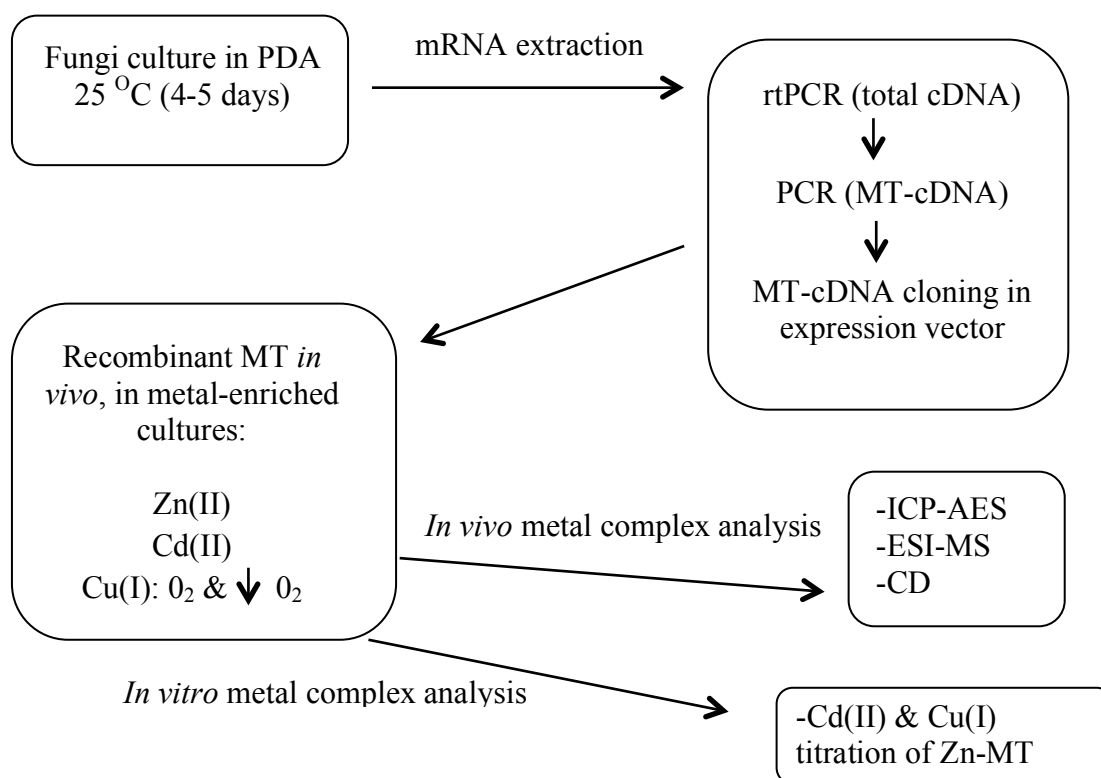 Fungi culture in PDA
25 ᴼC (4-5 days)
mRNA extraction
rtPCR (total cDNA)
PCR (MT-cDNA)
MT-cDNA cloning in
expression vector
Recombinant MT in
vivo, in metal-enriched
cultures:
Zn(II)
Cd(II)
Cu(I): 0₂ & 0₂
In vivo metal complex analysis
-ICP-AES
-ESI-MS
-CD
In vitro metal complex analysis
-Cd(II) & Cu(I)
titration of Zn-MT